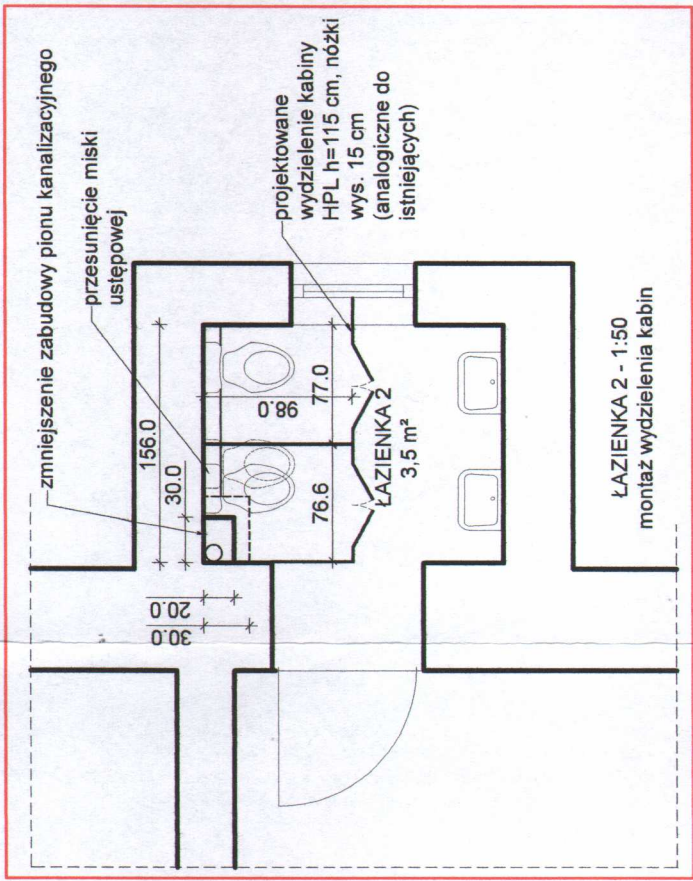 zmniejszenie zabudowy pionu kanalizacyjnego
przesunięcie miski
ustępowej
projektowane
wydzielenie kabiny
HPL h=115 cm, nóżki
wys. 15 cm
(analogiczne do
istniejących)
156.0
30.0
20.0
30.0
98.0
76.6
77.0
ŁAZIENKA 2
3,5 m²
ŁAZIENKA 2 - 1:50
montaż wydzielenia kabin